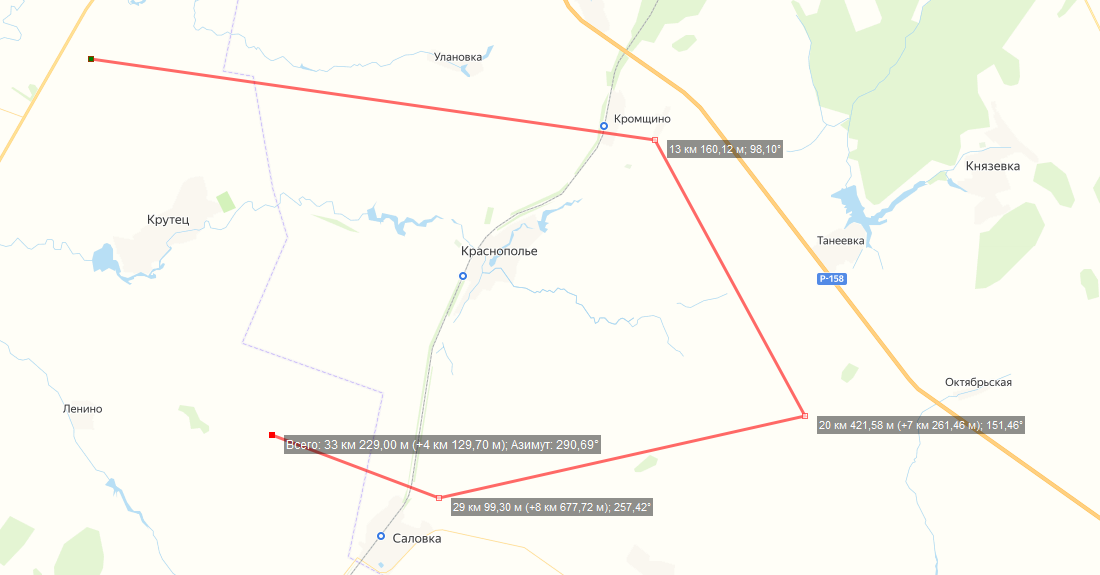 Улановка
Кромщино
13 км 160,12 м; 98,10°
Князевка
Крутец
Танеевка
Краснополье
Р-158
Октябрьская
Ленино
20 км 421,58 м (+7 км 261,46 м); 151,46°
Всего: 33 км 229,00 м (+4 км 129,70 м); Азимут: 290,69°
29 км 99,30 м (+8 км 677,72 м); 257,42°
Саловка